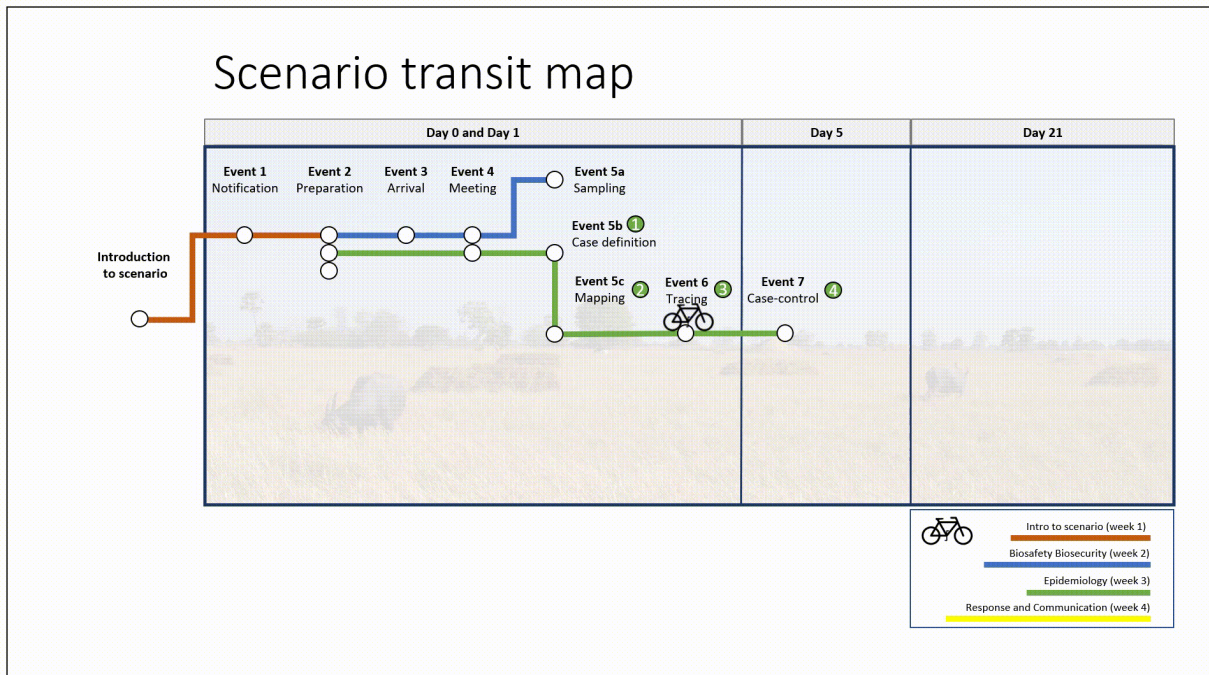 Scenario transit map
Day 0 and Day 1
Day 5
Day 21
Event 1
Notification
Event 2
Preparation
Event 3
Arrival
Event 4
Meeting
Event 5a
Sampling
Event 5b 1
Case definition
Introduction
to scenario
Event 5c
Mapping 2
Event 6
Tracing 3
Event 7
Case-control 4
Intro to scenario (week 1)
Biosafety Biosecurity (week 2)
Epidemiology (week 3)
Response and Communication (week 4)